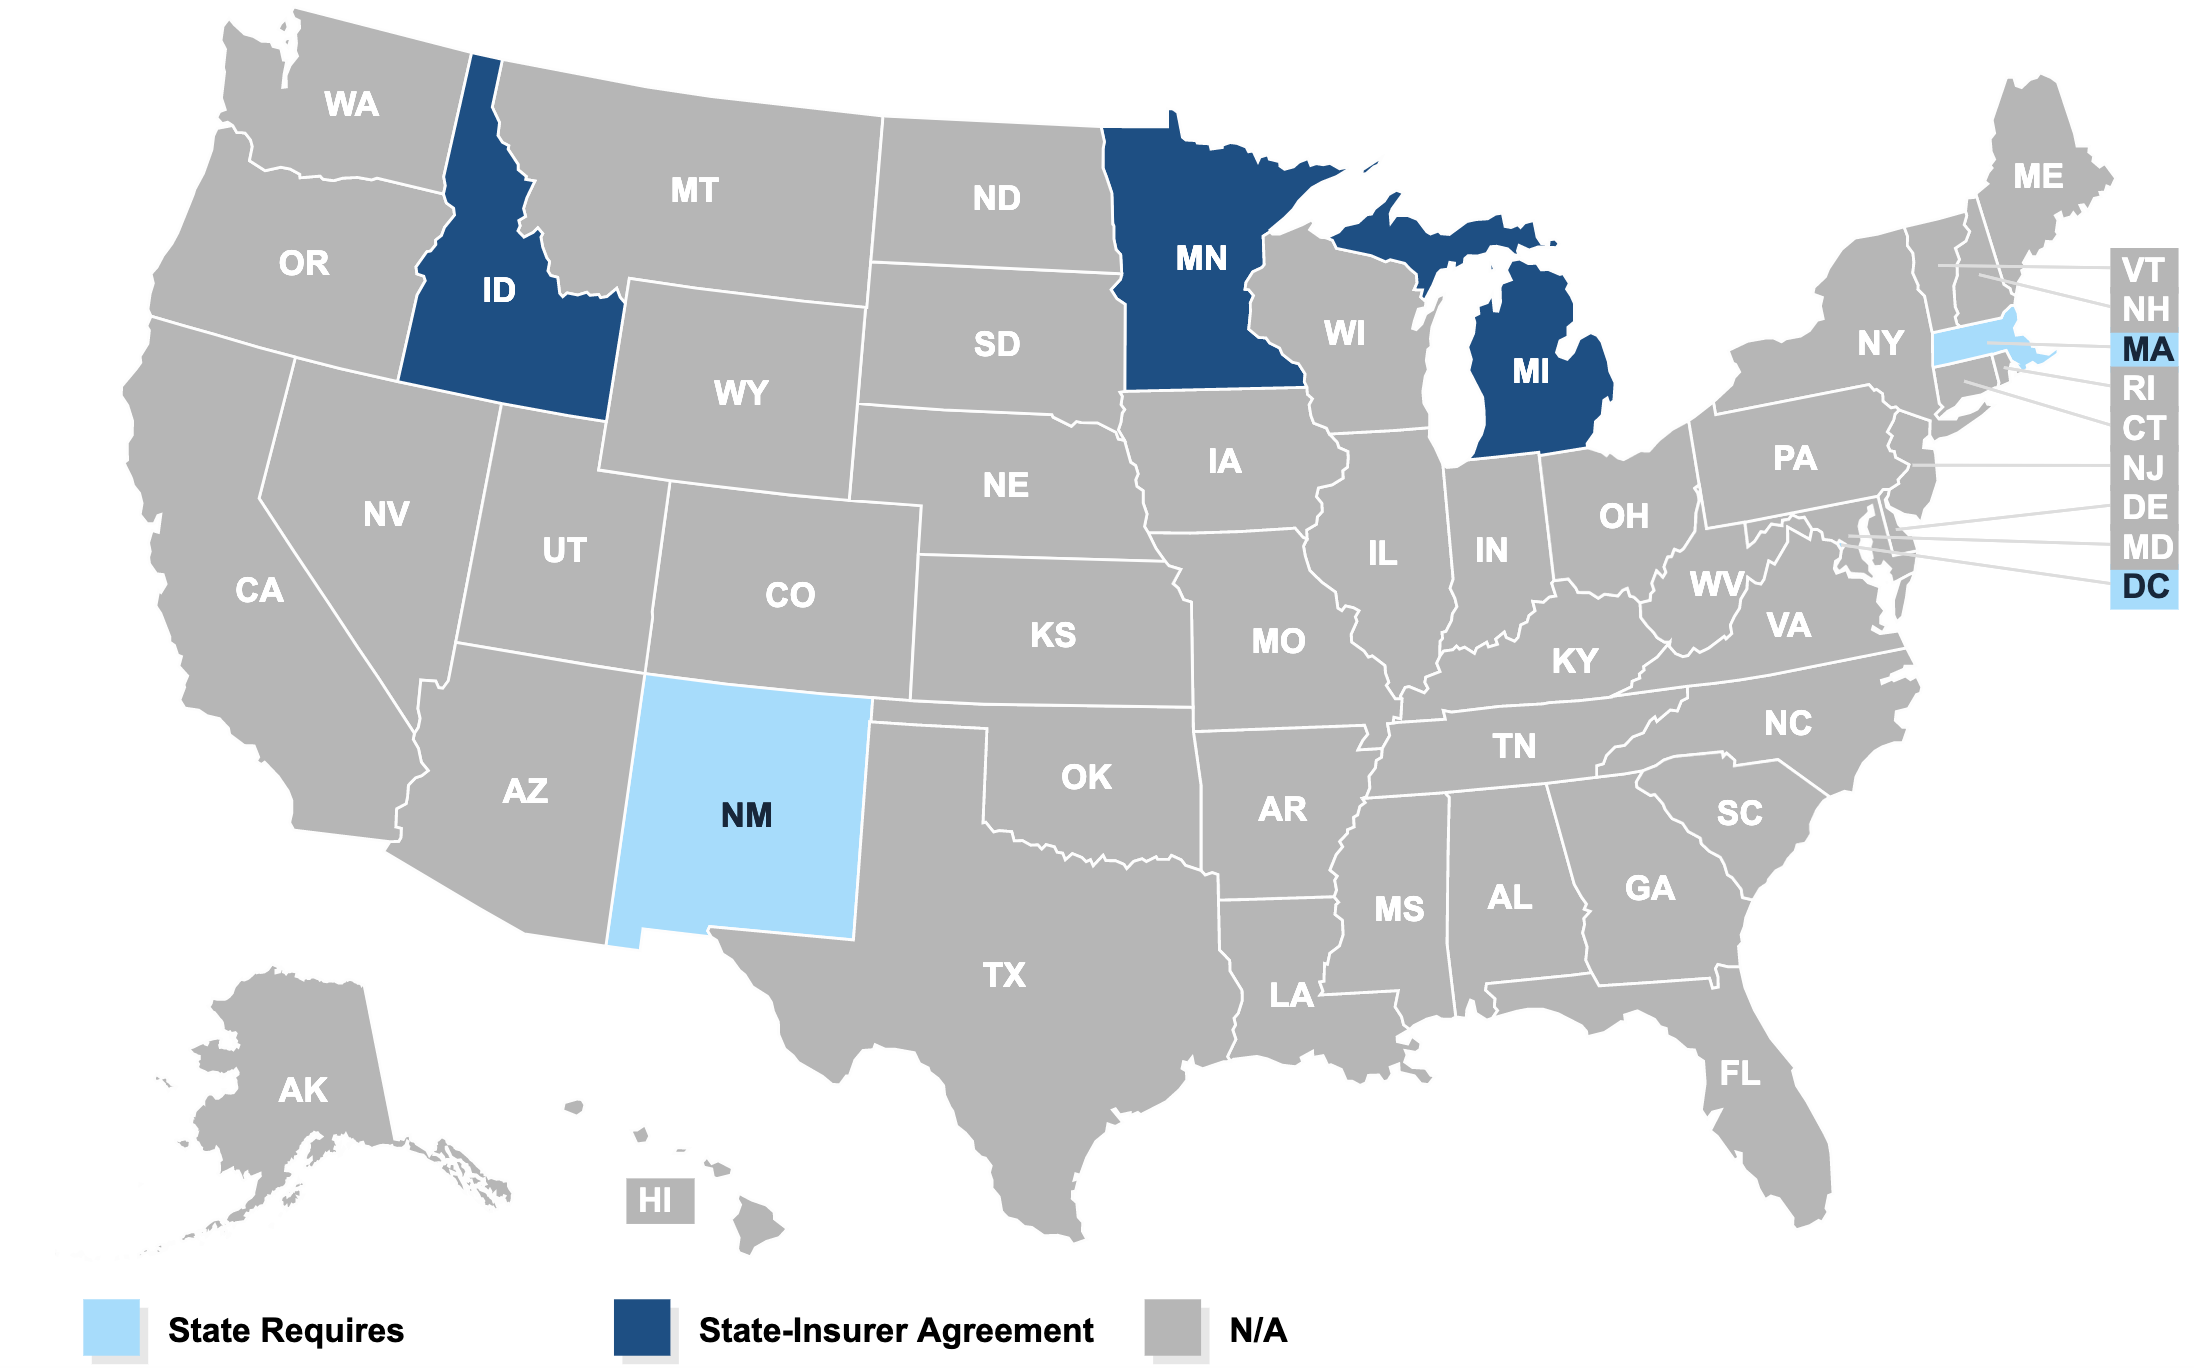 WA
ME
MT
ND
MN
VT
OR
ID
NH
WI
NY
MA
SD
MI
RI
WY
CT
IA
PA
NJ
NE
NV
OH
DE
UT
IL
IN
MD
CA
CO
WV
DC
KS
MO
VA
KY
NC
TN
AZ
NM
OK
AR
SC
MS
AL
GA
TX
LA
AK
FL
HI
State Requires
State-Insurer Agreement
N/A